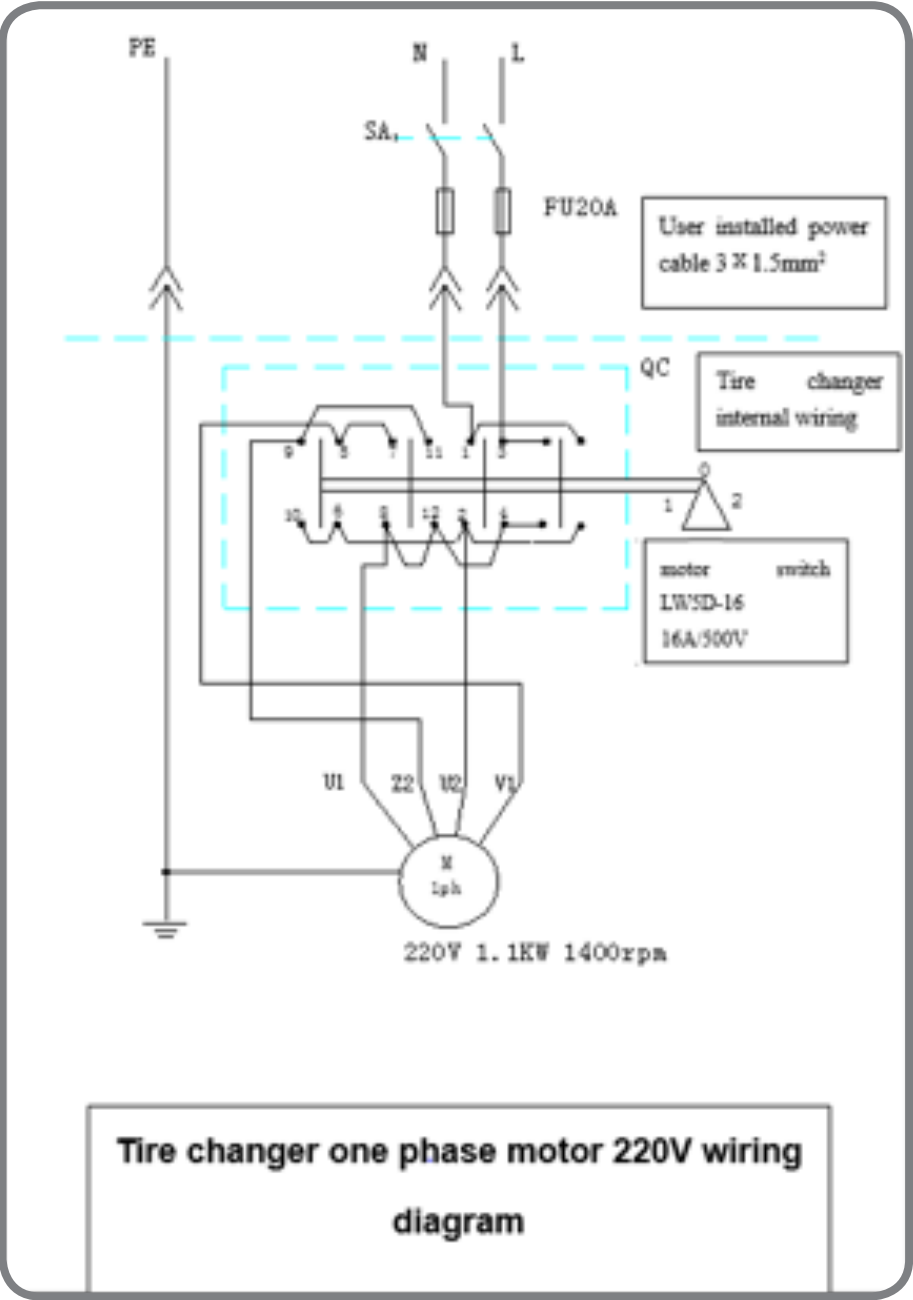 PE
N
L
SA,
FU20A
User installed power
cable 3 X 1.5mm²
QC
Tire changer
internal wiring
9
7
11
1
0
1
2
10
6
8
12
2
4
motor switch
LW5D-16
16A/500V
U1
Z2
U2
V1
M
1ph
220V 1.1KW 1400rpm
Tire changer one phase motor 220V wiring
diagram